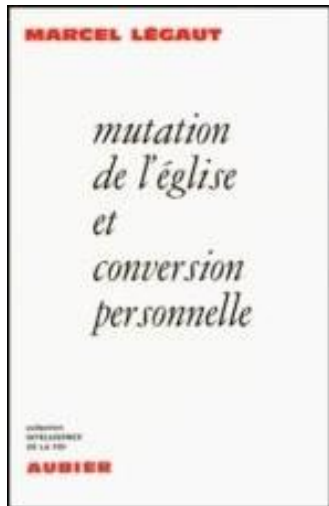 MARCEL LÉGAUT
mutation
de l'église
et
conversion
personnelle
collection
INTELLIGENCE
DE LA FOI
AUBIER